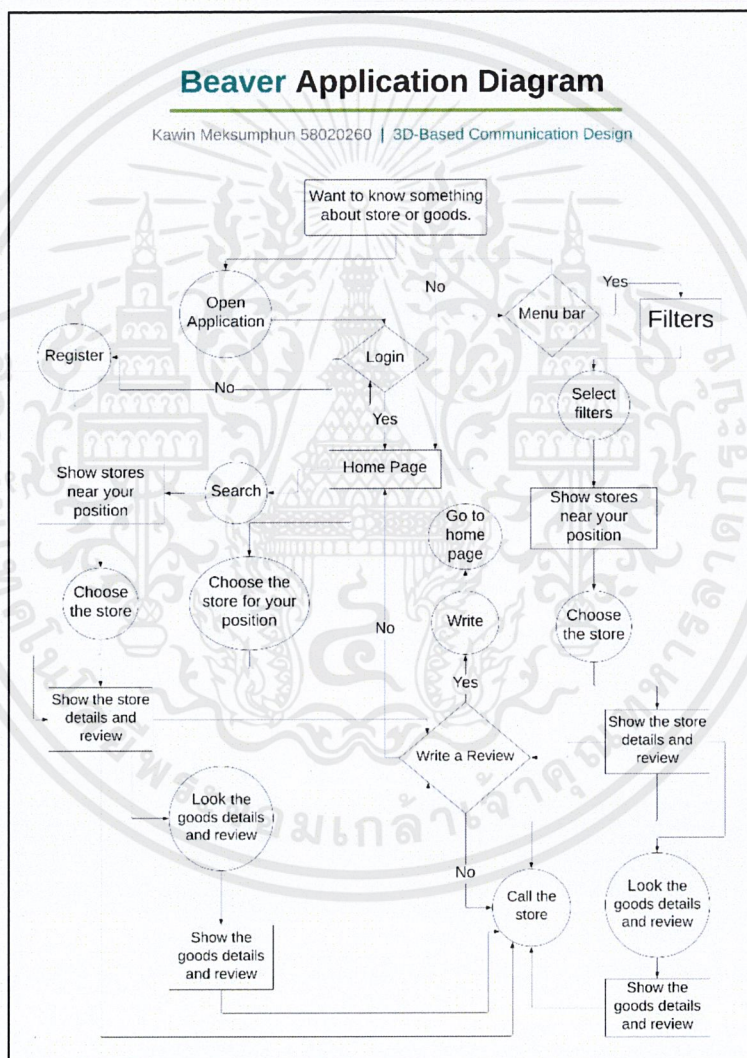 Beaver Application Diagram
Kawin Meksumphun 58020260 | 3D-Based Communication Design
Want to know something
about store or goods.
Open
Application
No
Menu bar
Yes
Filters
Register
Login
No
Yes
Select
filters
Home Page
Show stores
near your
position
Search
Show stores
near your
position
Go to
home
page
Choose
the store
Choose the
store for your
position
No
Write
Choose
the store
Yes
Show the store
details and
review
Write a Review
Show the store
details and
review
Look the
goods details
and review
No
Call the
store
Look the
goods details
and review
Show the
goods details
and review
Show the
goods details
and review